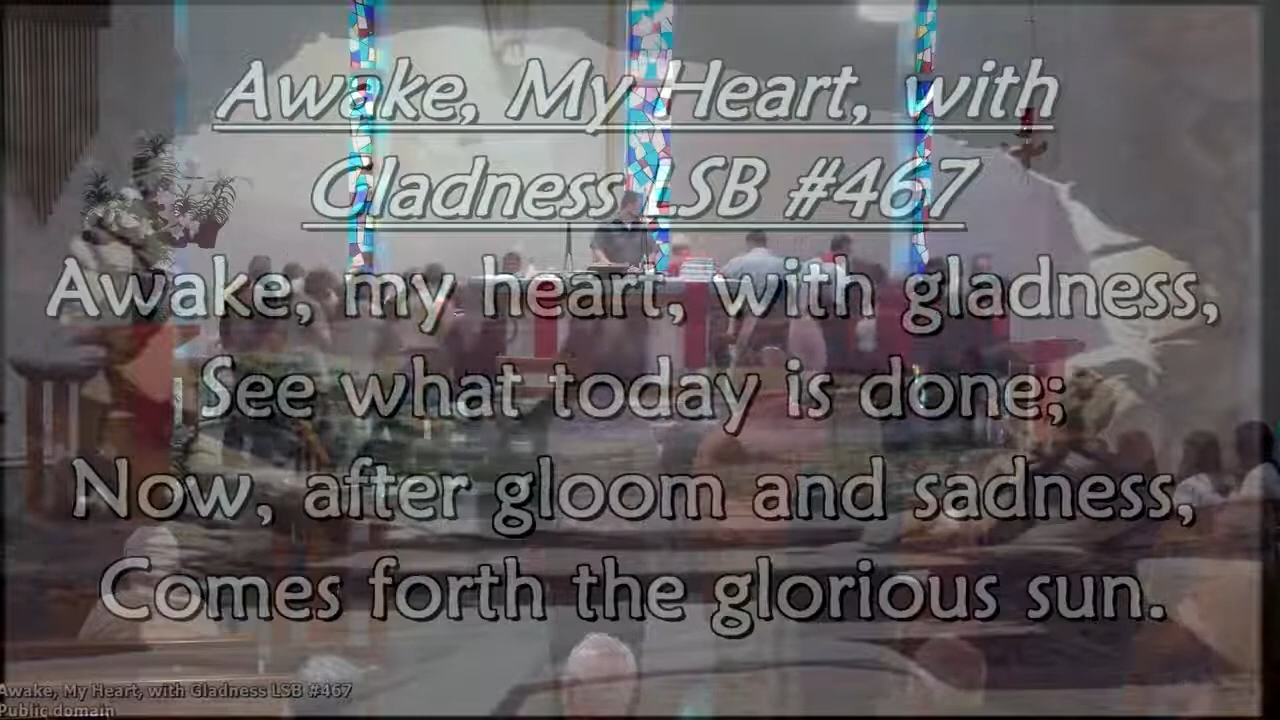 Awake, My Heart, with
Gladness LSB #467
Awake, my heart, with gladness,
See what today is done;
Now, after gloom and sadness,
Comes forth the glorious sun.
Awake, My Heart, with Gladness LSB #467
Public domain